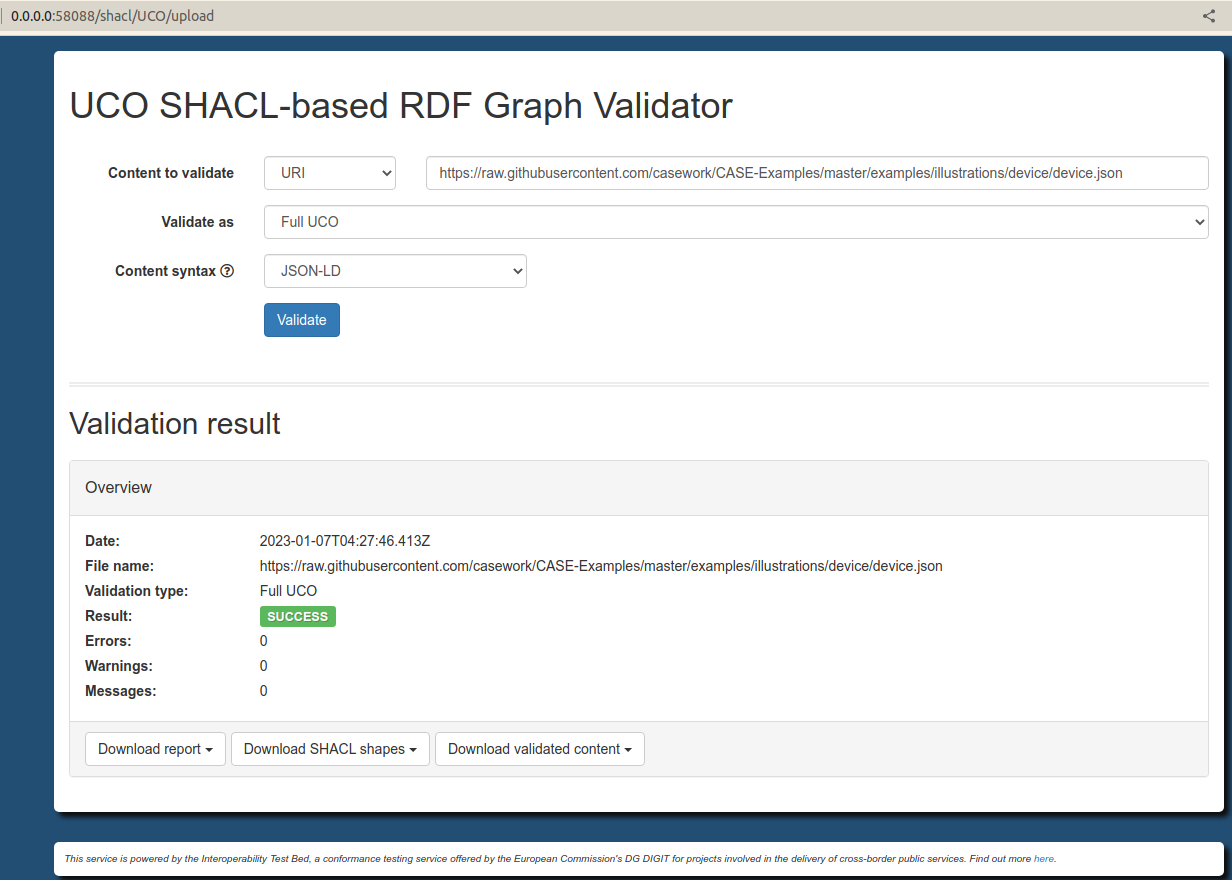 0.0.0.0:58088/shacl/UCO/upload
UCO SHACL-based RDF Graph Validator
Content to validate URI https://raw.githubusercontent.com/casework/CASE-Examples/master/examples/illustrations/device/device.json
Validate as Full UCO
Content syntax ? JSON-LD
Validate
Validation result
Overview
Date: 2023-01-07T04:27:46.413Z
File name: https://raw.githubusercontent.com/casework/CASE-Examples/master/examples/illustrations/device/device.json
Validation type: Full UCO
Result: SUCCESS
Errors: 0
Warnings: 0
Messages: 0
Download report Download SHACL shapes Download validated content
This service is powered by the Interoperability Test Bed, a conformance testing service offered by the European Commission's DG DIGIT for projects involved in the delivery of cross-border public services. Find out more here.